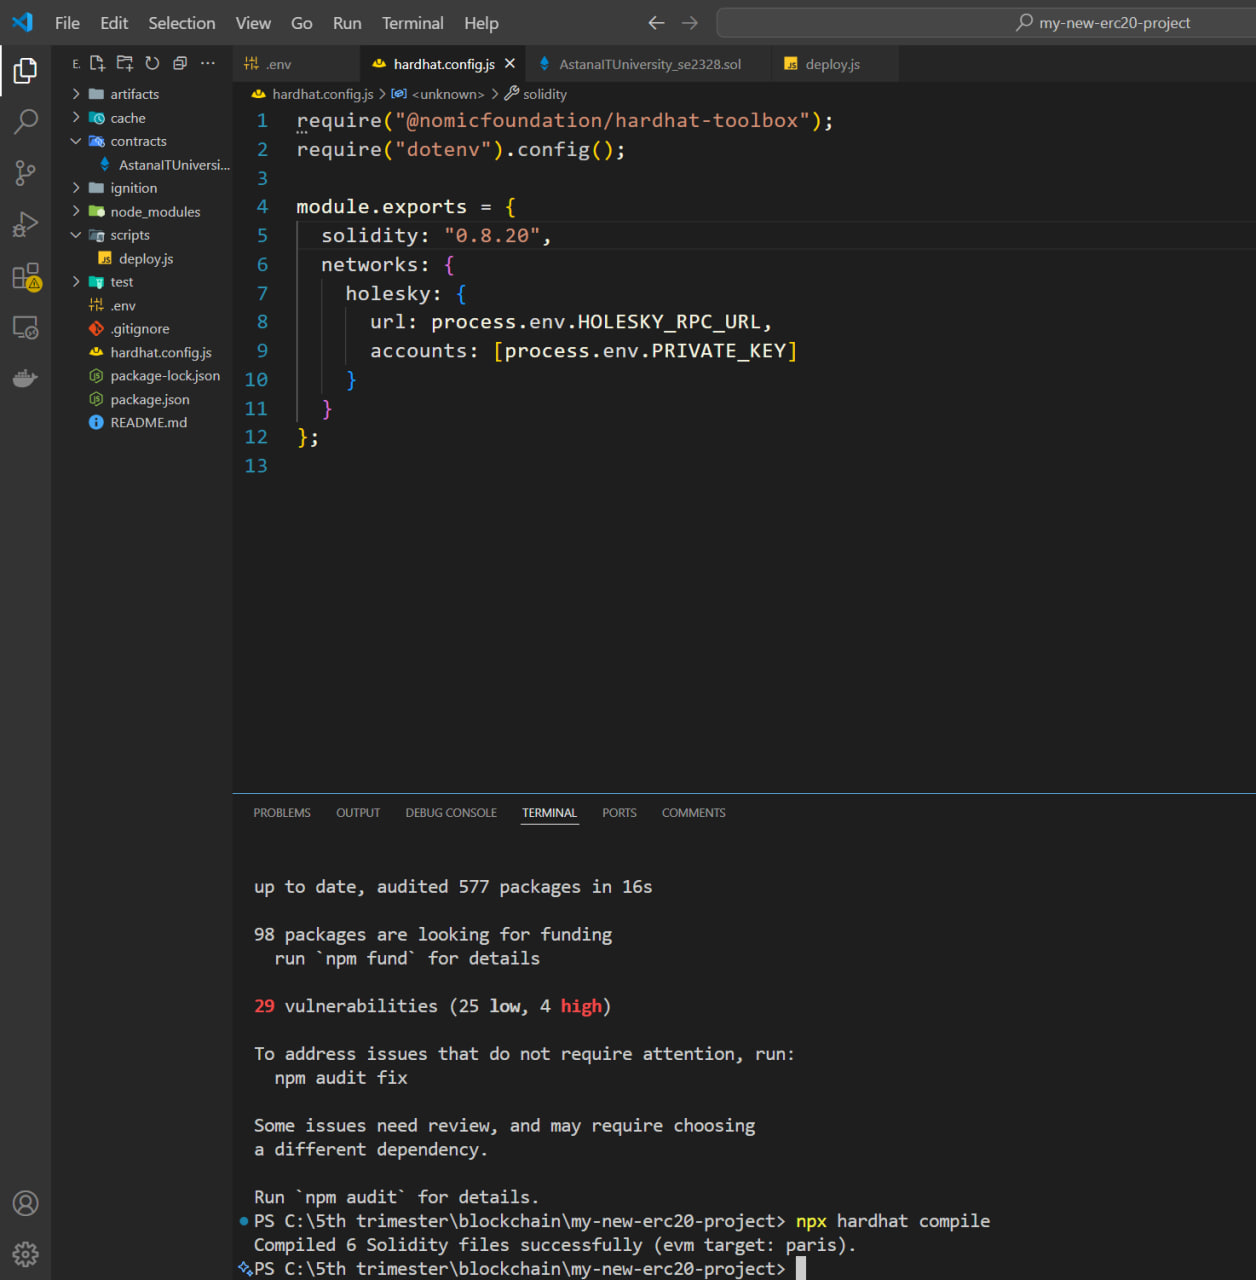 File Edit Selection View Go Run Terminal Help
my-new-erc20-project
E.
.env
hardhat.config.js
AstanaITUniversity_se2328.sol
deploy.js
hardhat.config.js > <unknown> > solidity
artifacts
cache
contracts
AstanaITUniversi...
ignition
node_modules
scripts
deploy.js
test
.env
.gitignore
hardhat.config.js
package-lock.json
package.json
README.md
1 require("@nomicfoundation/hardhat-toolbox");
2 require("dotenv").config();
3
4 module.exports = {
5 solidity: "0.8.20",
6 networks: {
7 holesky: {
8 url: process.env.HOLESKY_RPC_URL,
9 accounts: [process.env.PRIVATE_KEY]
10 }
11 }
12 };
13
PROBLEMS OUTPUT DEBUG CONSOLE TERMINAL PORTS COMMENTS
up to date, audited 577 packages in 16s
98 packages are looking for funding
run `npm fund` for details
29 vulnerabilities (25 low, 4 high)
To address issues that do not require attention, run:
npm audit fix
Some issues need review, and may require choosing
a different dependency.
Run `npm audit` for details.
PS C:\5th trimester\blockchain\my-new-erc20-project> npx hardhat compile
Compiled 6 Solidity files successfully (evm target: paris).
PS C:\5th trimester\blockchain\my-new-erc20-project>